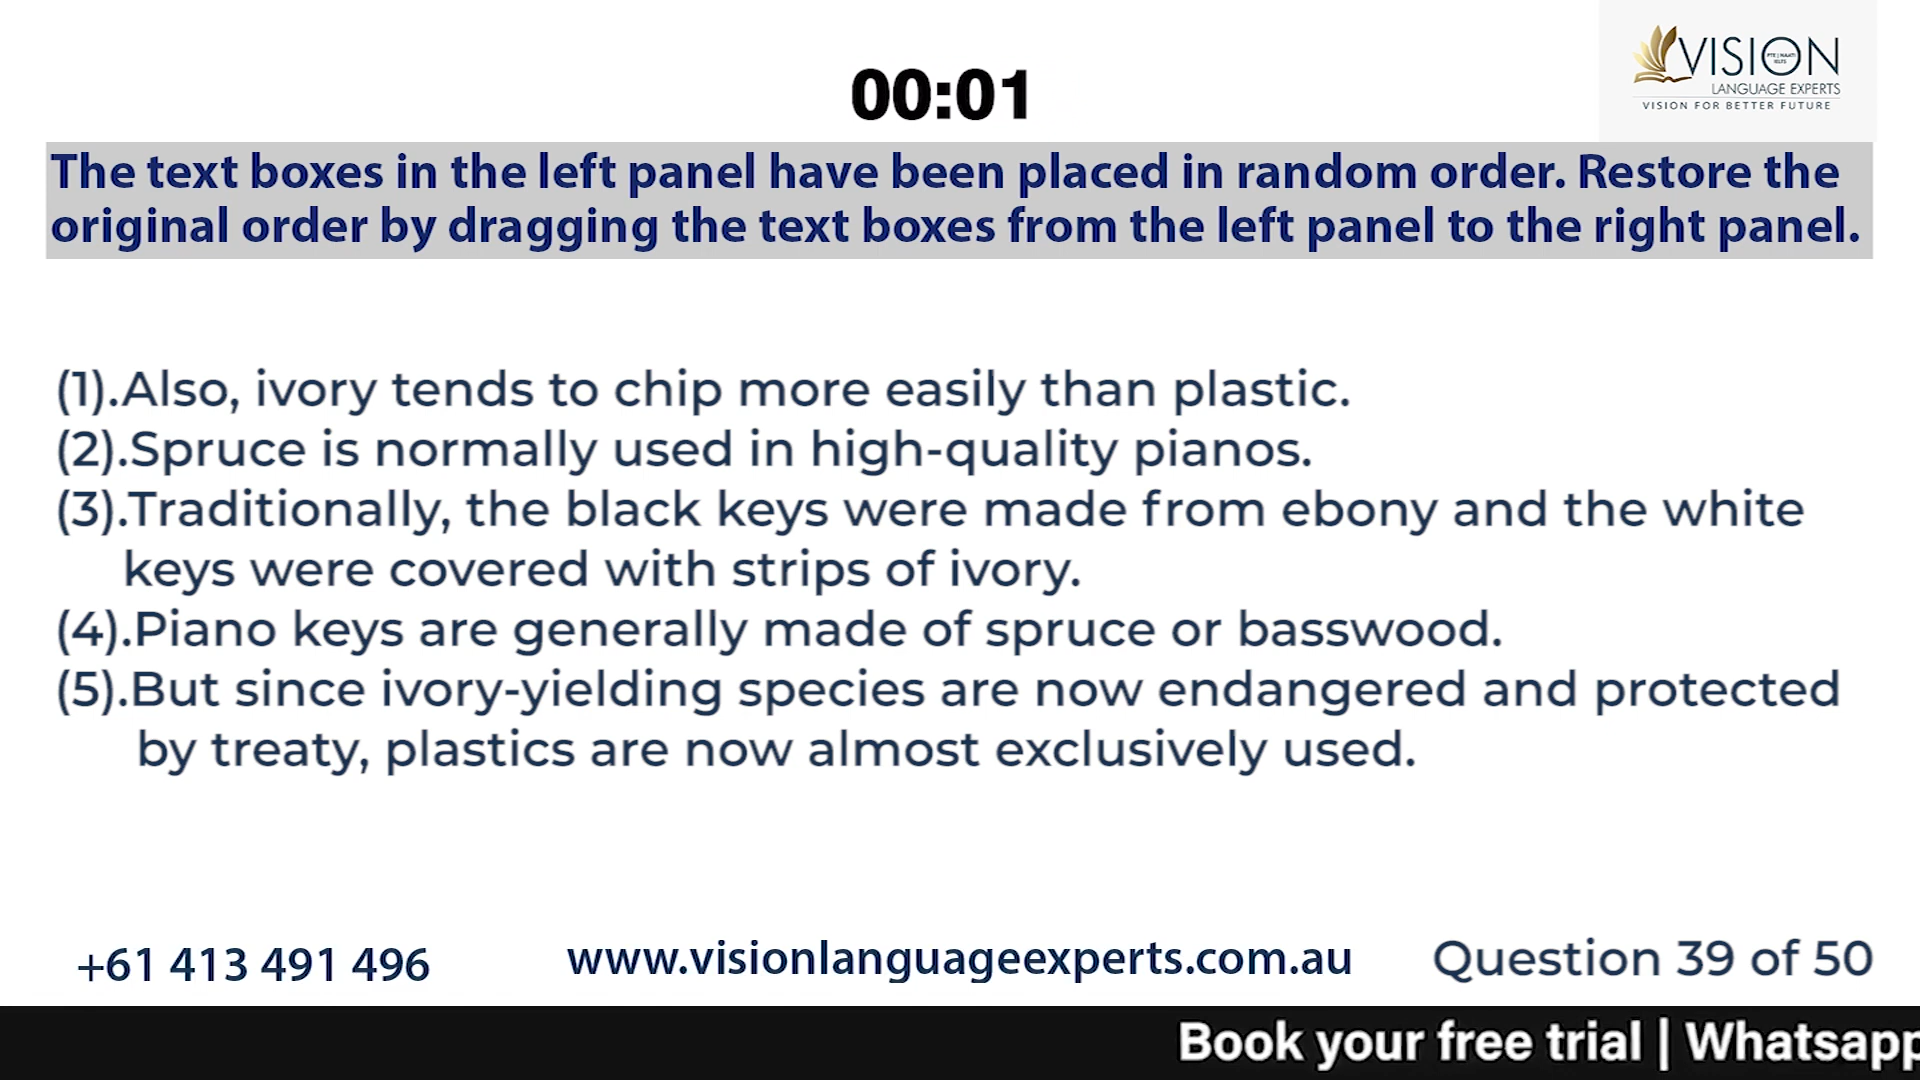 VISION
PTE | NAATI
IELTS
LANGUAGE EXPERTS
VISION FOR BETTER FUTURE
00:01
The text boxes in the left panel have been placed in random order. Restore the
original order by dragging the text boxes from the left panel to the right panel.
(1).Also, ivory tends to chip more easily than plastic.
(2).Spruce is normally used in high-quality pianos.
(3).Traditionally, the black keys were made from ebony and the white
keys were covered with strips of ivory.
(4).Piano keys are generally made of spruce or basswood.
(5).But since ivory-yielding species are now endangered and protected
by treaty, plastics are now almost exclusively used.
+61 413 491 496
www.visionlanguageexperts.com.au
Question 39 of 50
Book your free trial | Whatsapp